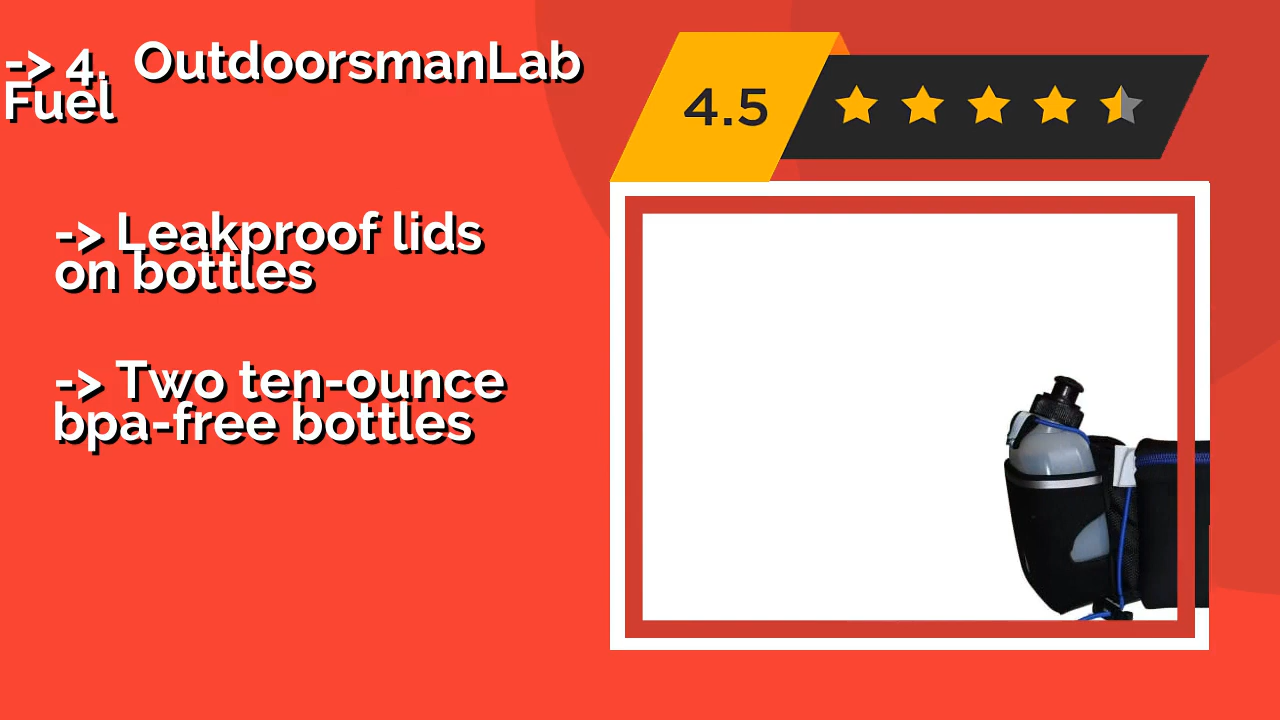 -> 4.  OutdoorsmanLab
Fuel
4.5
-> Leakproof lids
on bottles
-> Two ten-ounce
bpa-free bottles